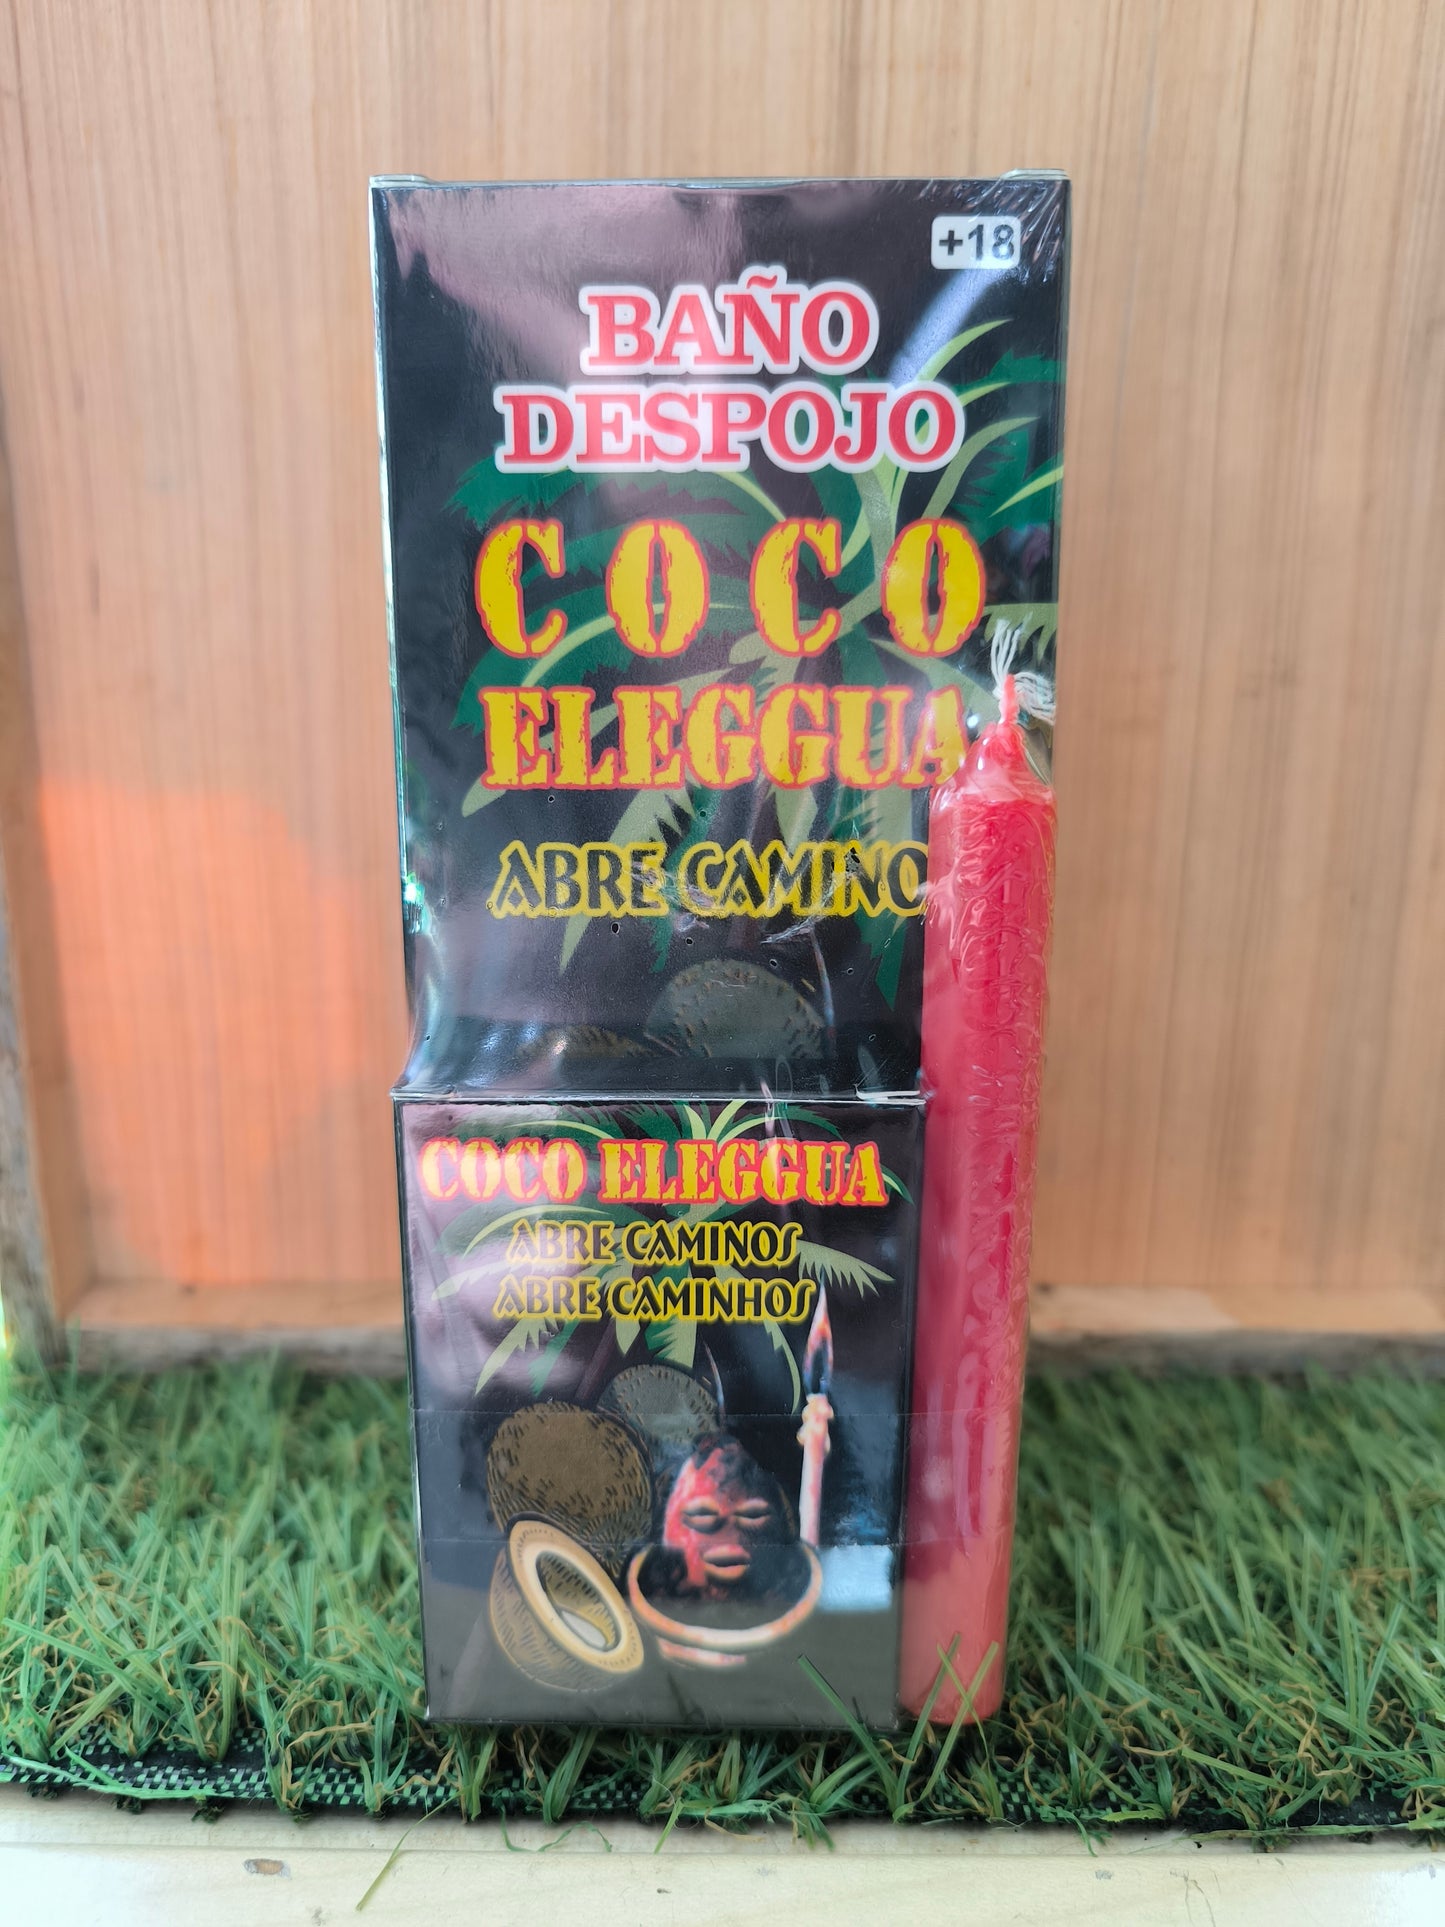 +18
BAÑO
DESPOJO
COCO
ELEGGUA
ABRE CAMINO
COCO ELEGGUA
ABRE CAMINOS
ABRE CAMINHOS